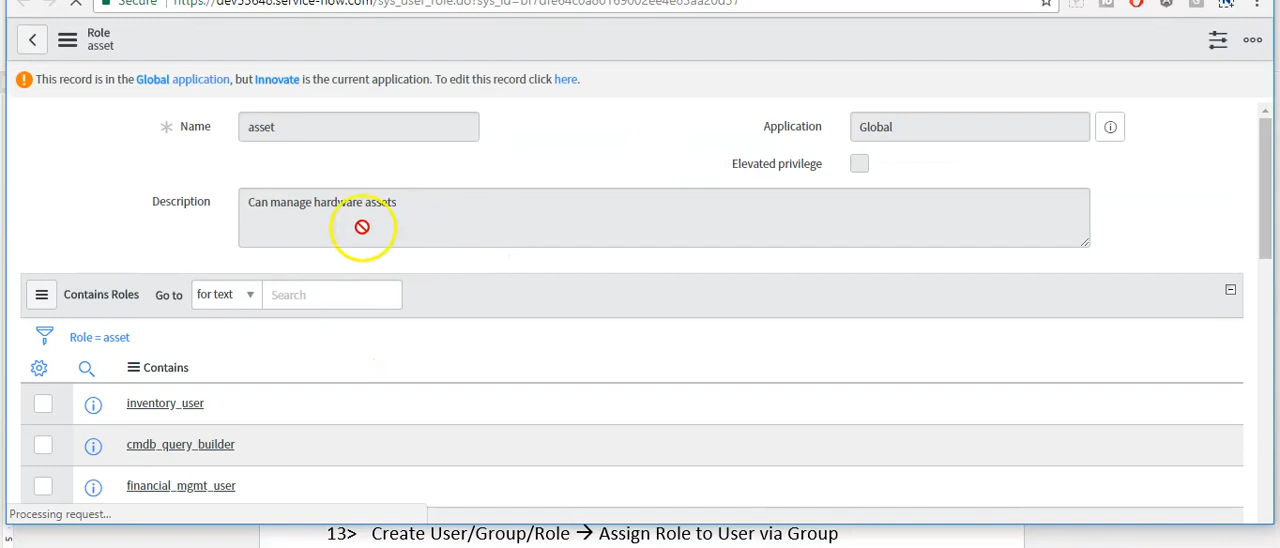 Secure
https://dev53648.service-now.com/sys_user_role.do?sys_id=
Role
asset
This record is in the Global application, but Innovate is the current application. To edit this record click here.
Name
asset
Application
Global
Elevated privilege
Description
Can manage hardware assets
Contains Roles Go to for text Search
Role = asset
Contains
inventory_user
cmdb_query_builder
financial_mgmt_user
Processing request...
13> Create User/Group/Role → Assign Role to User via Group